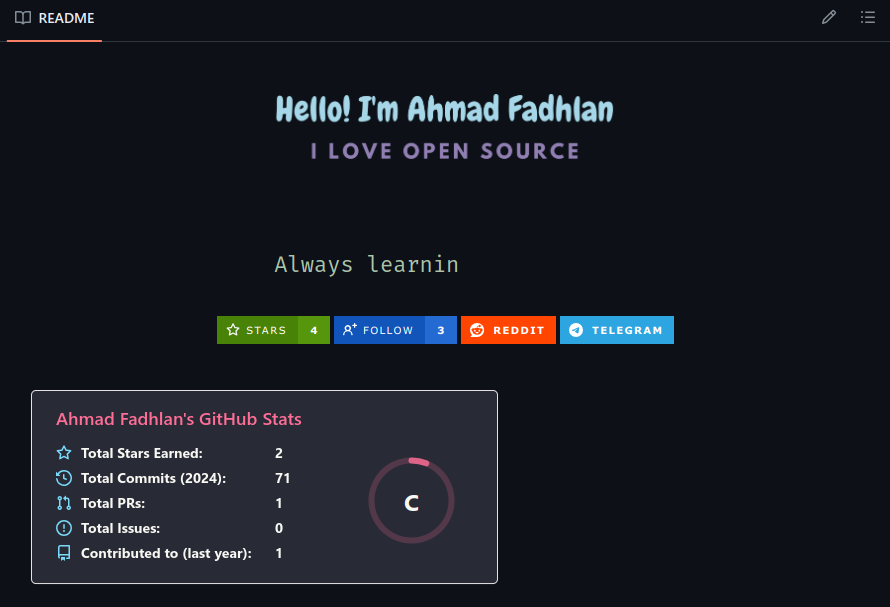 README
Hello! I'm Ahmad Fadhlan
I LOVE OPEN SOURCE
Always learnin
STARS 4 FOLLOW 3 REDDIT TELEGRAM
Ahmad Fadhlan's GitHub Stats
Total Stars Earned: 2
Total Commits (2024): 71
Total PRs: 1
Total Issues: 0
Contributed to (last year): 1
C